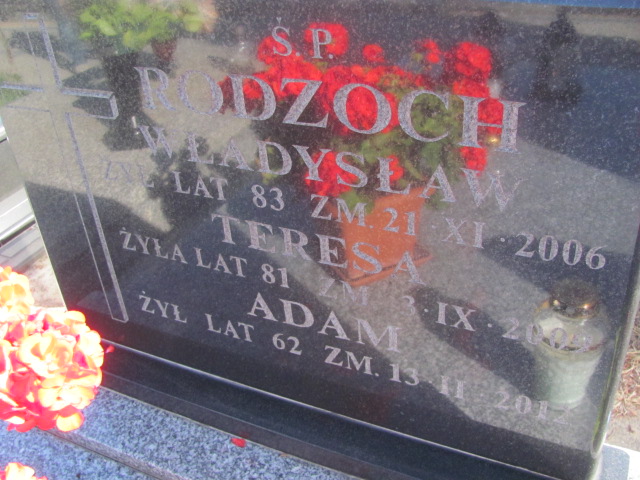 Ś. P.
RODZOCH
WŁADYSŁAW
ŻYŁ LAT 83 ZM. 21 · XI · 2006
TERESA
ŻYŁA LAT 81 ZM. 3 · IX ·
ADAM
ŻYŁ LAT 62 ZM. 13 · II